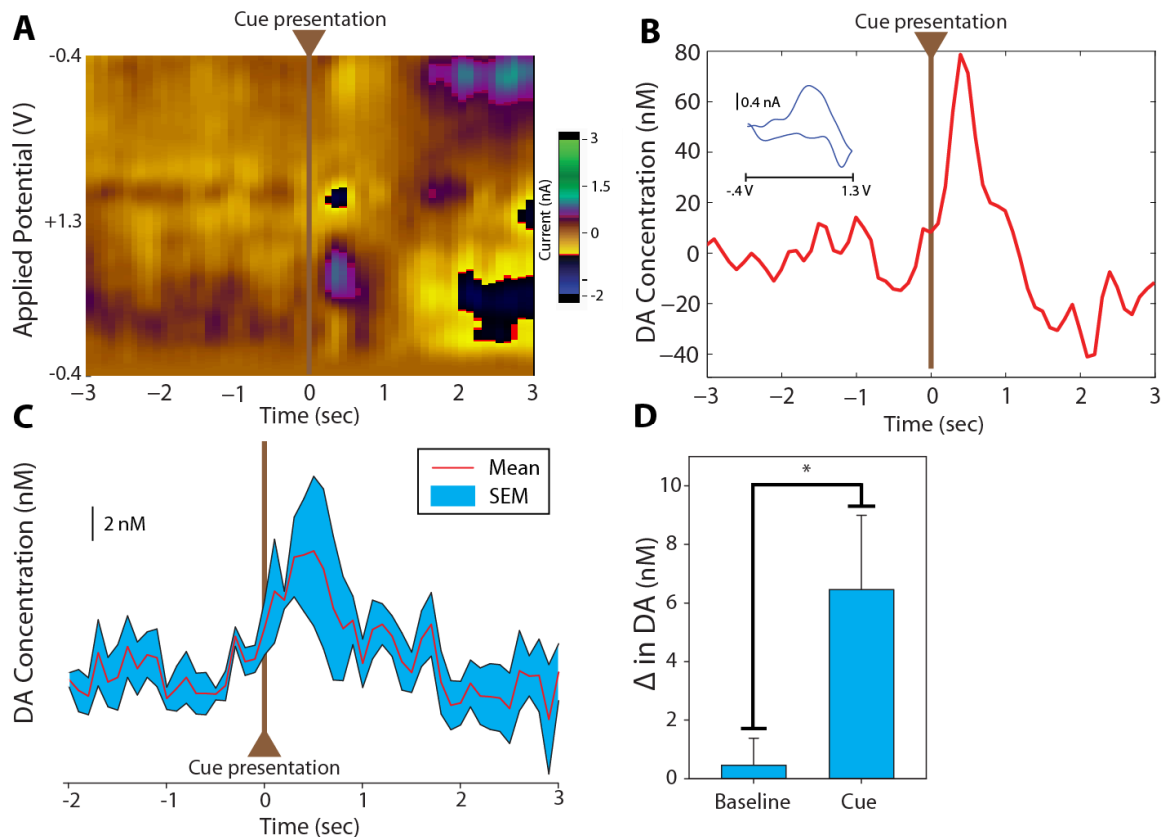 A
Cue presentation
-0.4
+1.3
-0.4
Applied Potential (V)
−3 −2 −1 0 1 2 3
Time (sec)
3
1.5
0
-2
Current (nA)
B
Cue presentation
80
60
40
20
0
−20
−40
DA Concentration (nM)
0.4 nA
-.4 V 1.3 V
−3 −2 −1 0 1 2 3
Time (sec)
C
DA Concentration (nM)
2 nM
Mean
SEM
Cue presentation
-2 -1 0 1 2 3
Time (sec)
D
*
10
8
6
4
2
0
Δ in DA (nM)
Baseline Cue